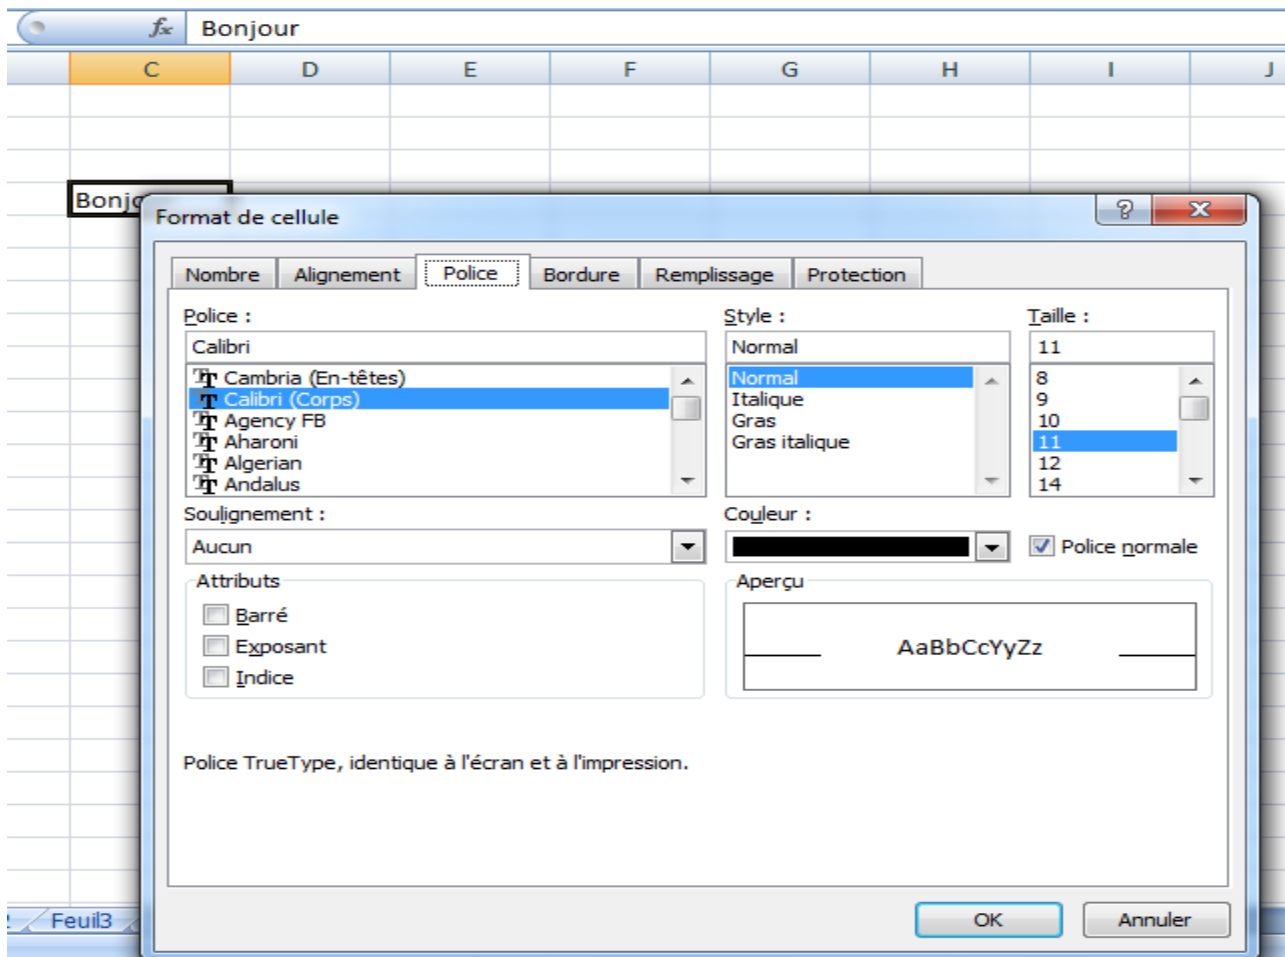 fx Bonjour
C D E F G H I J
Format de cellule
Nombre Alignement Police Bordure Remplissage Protection
Police : Style : Taille :
Calibri Normal 11
Cambria (En-têtes) Normal 8
Calibri (Corps) Italique 9
Agency FB Gras 10
Aharoni Gras italique 11
Algerian 12
Andalus 14
Soulignement : Couleur :
Aucun Police normale
Attributs Aperçu
Barré
Exposant AaBbCcYyZz
Indice
Police TrueType, identique à l'écran et à l'impression.
Feuil3
OK Annuler